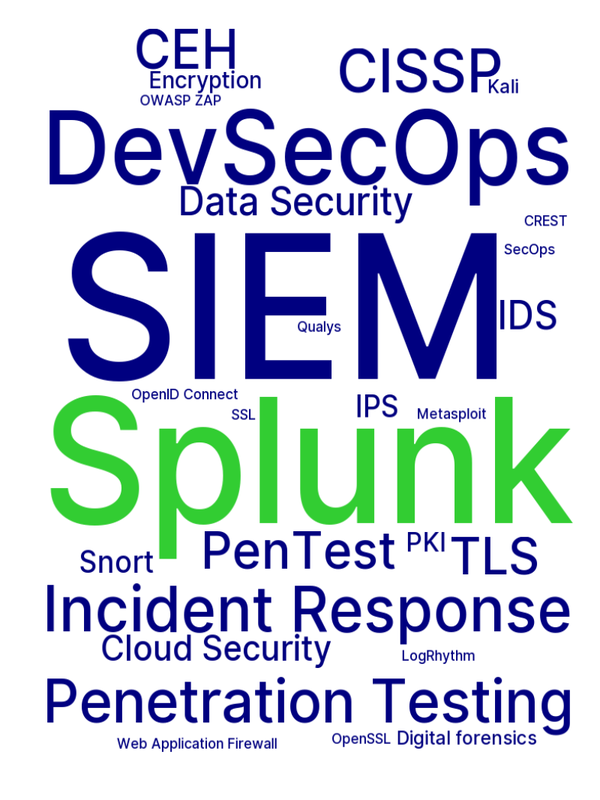 CEH
CISSP
Encryption
Kali
OWASP ZAP
DevSecOps
Data Security
CREST
SIEM
SecOps
IDS
Qualys
OpenID Connect
Splunk
IPS
SSL
Metasploit
PenTest
PKI
TLS
Snort
Incident Response
Cloud Security
LogRhythm
Penetration Testing
OpenSSL
Digital forensics
Web Application Firewall